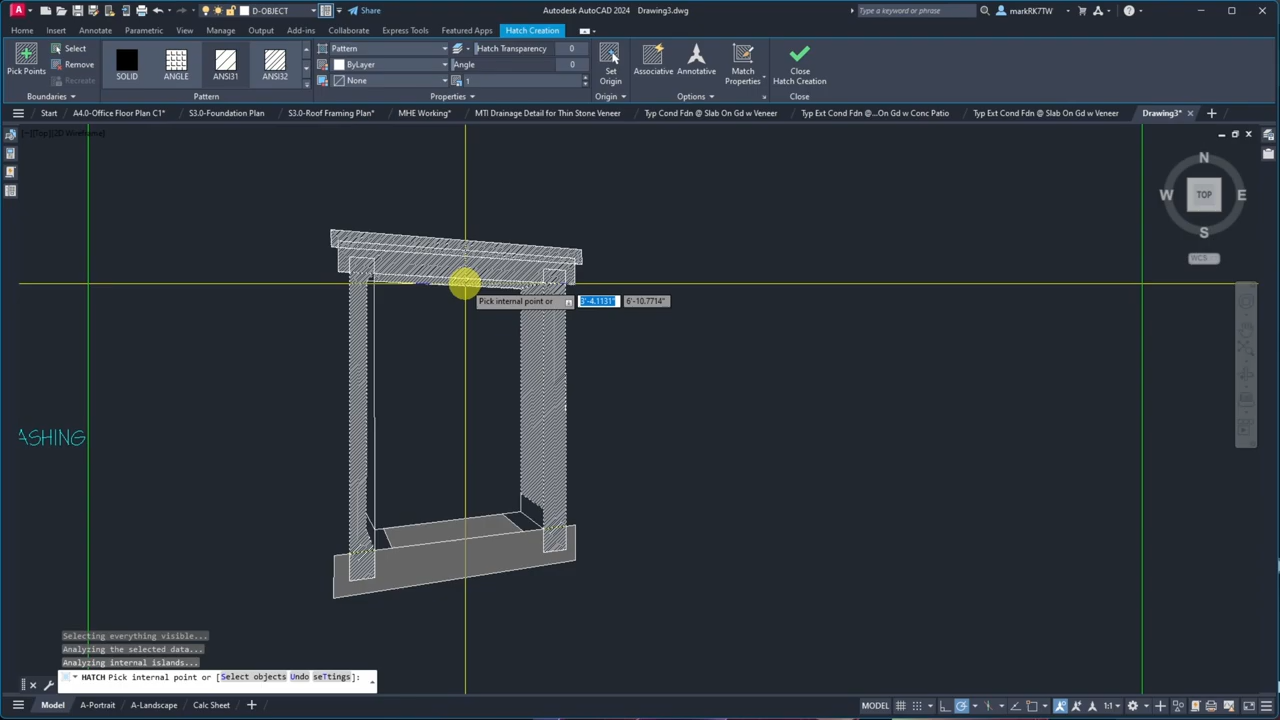 D-OBJECT
Share
Autodesk AutoCAD 2024 Drawing3.dwg
Type a keyword or phrase
markRK7TW
Home Insert Annotate Parametric View Manage Output Add-ins Collaborate Express Tools Featured Apps Hatch Creation
Pick Points
Select
Remove
Recreate
SOLID
ANGLE
ANSI31
ANSI32
Pattern
ByLayer
None
Hatch Transparency 0
Angle 0
1
Set Origin
Associative
Annotative
Match Properties
Close Hatch Creation
Boundaries Pattern Properties Origin Options Close
Start A4.0-Office Floor Plan C1* S3.0-Foundation Plan S3.0-Roof Framing Plan* MHE Working* MTI Drainage Detail for Thin Stone Veneer Typ Cond Fdn @ Slab On Gd w Veneer Typ Ext Cond Fdn @...On Gd w Conc Patio Typ Ext Cond Fdn @ Slab On Gd w Veneer Drawing3*
[−][Top][2D Wireframe]
N
W TOP E
S
WCS
Pick internal point or 3'-4.1131" 6'-10.7714"
ASHING
Selecting everything visible...
Analyzing the selected data...
Analyzing internal islands...
HATCH Pick internal point or [Select objects Undo seTtings]:
Model A-Portrait A-Landscape Calc Sheet
MODEL
1:1